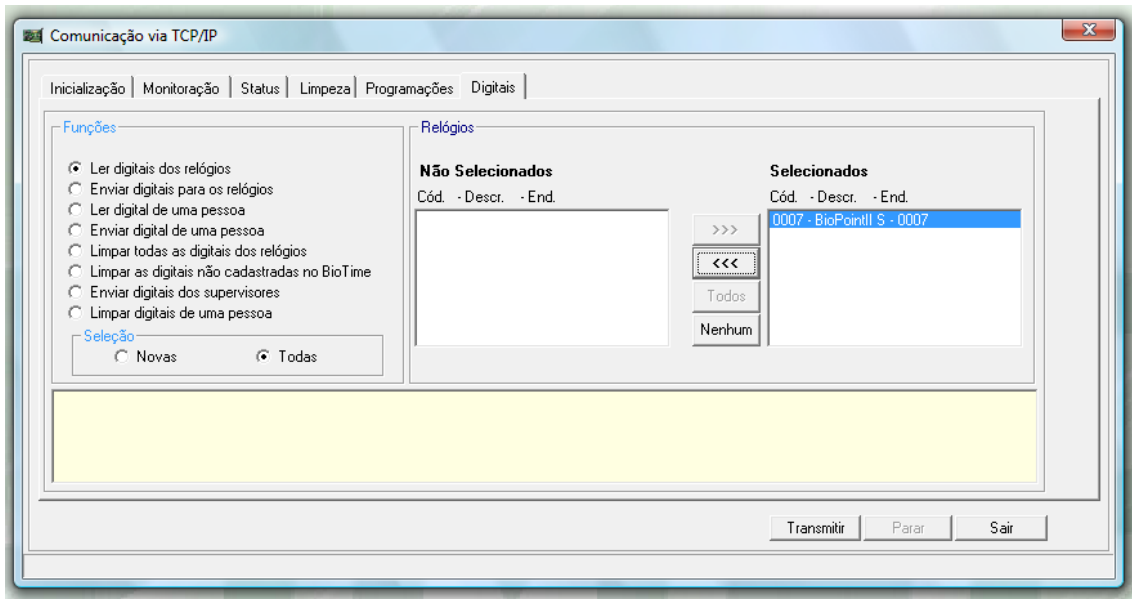 Comunicação via TCP/IP
Inicialização Monitoração Status Limpeza Programações Digitais
Funções
Ler digitais dos relógios
Enviar digitais para os relógios
Ler digital de uma pessoa
Enviar digital de uma pessoa
Limpar todas as digitais dos relógios
Limpar as digitais não cadastradas no BioTime
Enviar digitais dos supervisores
Limpar digitais de uma pessoa
Seleção
Novas Todas
Relógios
Não Selecionados
Cód. - Descr. - End.
>>>
<<<
Todos
Nenhum
Selecionados
Cód. - Descr. - End.
0007 - BioPointII S - 0007
Transmitir Parar Sair